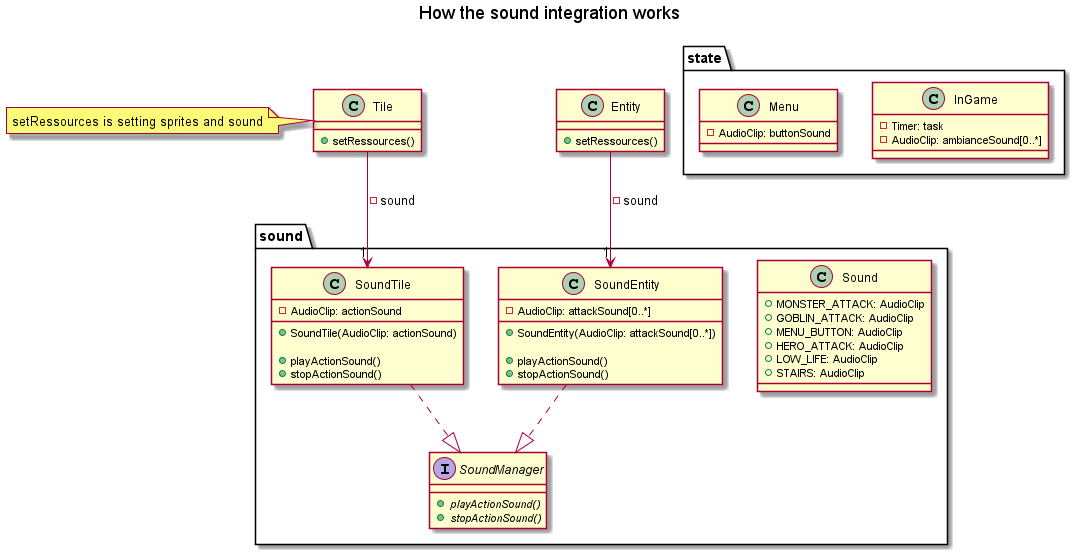 How the sound integration works
state
C Tile
setRessources()
setRessources is setting sprites and sound
C Entity
setRessources()
C Menu
AudioClip: buttonSound
C InGame
Timer: task
AudioClip: ambianceSound[0..*]
sound
sound
sound
1
1
C SoundTile
AudioClip: actionSound
SoundTile(AudioClip: actionSound)
playActionSound()
stopActionSound()
C SoundEntity
AudioClip: attackSound[0..*]
SoundEntity(AudioClip: attackSound[0..*])
playActionSound()
stopActionSound()
C Sound
MONSTER_ATTACK: AudioClip
GOBLIN_ATTACK: AudioClip
MENU_BUTTON: AudioClip
HERO_ATTACK: AudioClip
LOW_LIFE: AudioClip
STAIRS: AudioClip
I SoundManager
playActionSound()
stopActionSound()